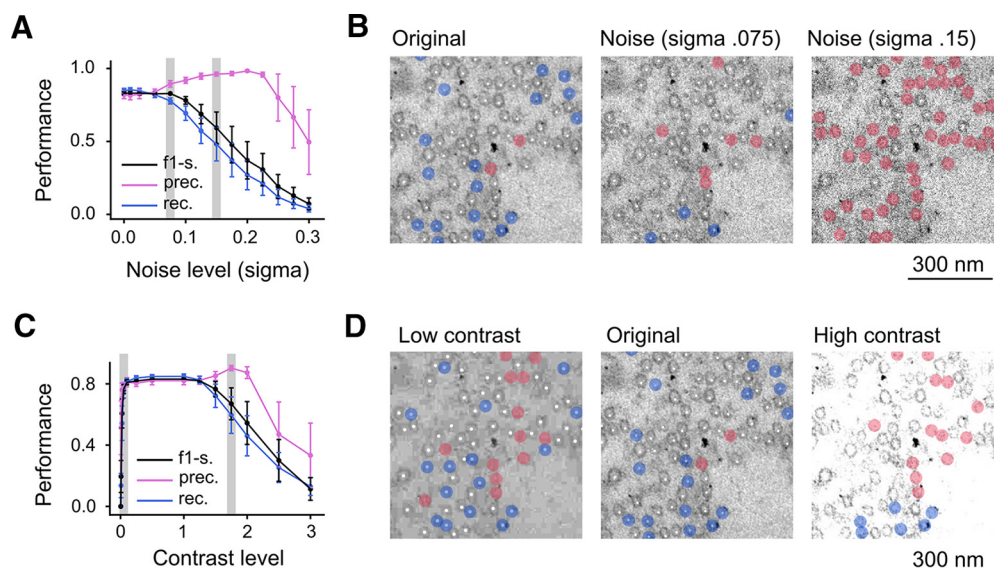 A
Performance
1.0
0.5
0.0
f1-s.
prec.
rec.
0.0 0.1 0.2 0.3
Noise level (sigma)
B
Original
Noise (sigma .075)
Noise (sigma .15)
300 nm
C
Performance
0.8
0.4
0.0
f1-s.
prec.
rec.
0 1 2 3
Contrast level
D
Low contrast
Original
High contrast
300 nm